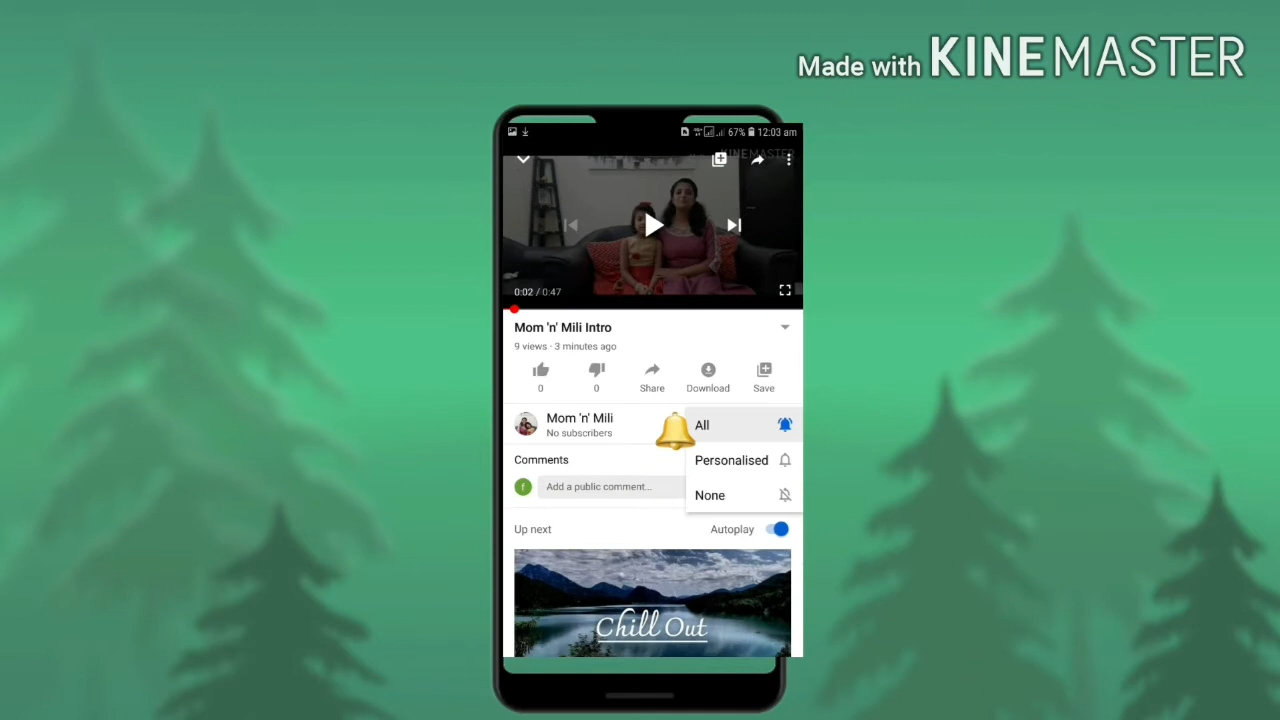 Made with KINEMASTER
67% 12:03 am
KINEMASTER
0:02 / 0:47
Mom 'n' Mili Intro
9 views · 3 minutes ago
0 0 Share Download Save
Mom 'n' Mili
No subscribers
All
Personalised
None
Comments
f
Add a public comment...
Up next
Autoplay
Chill Out